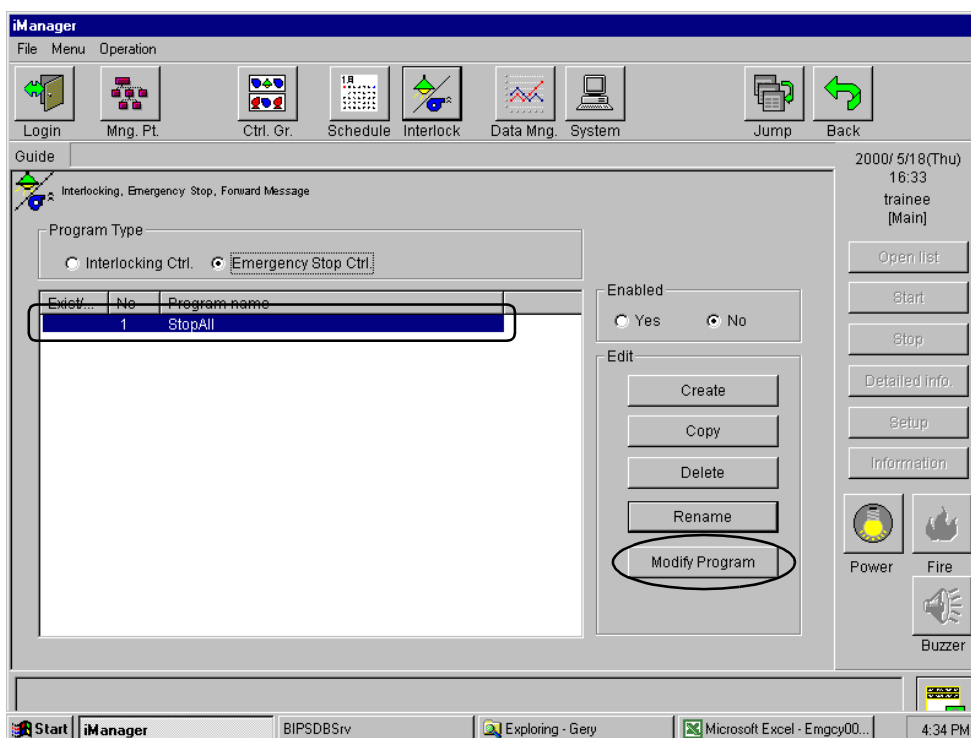 iManager
File Menu Operation
Login Mng. Pt. Ctrl. Gr. Schedule Interlock Data Mng. System Jump Back
Guide
2000/ 5/18(Thu)
16:33
trainee
[Main]
Interlocking, Emergency Stop, Forward Message
Program Type
Interlocking Ctrl. Emergency Stop Ctrl.
Exist/... No Program name
1 StopAll
Enabled
Yes No
Edit
Create
Copy
Delete
Rename
Modify Program
Open list
Start
Stop
Detailed info.
Setup
Information
Power Fire
Buzzer
Start iManager BIPSDBSrv Exploring - Gery Microsoft Excel - Emgcy00... 4:34 PM